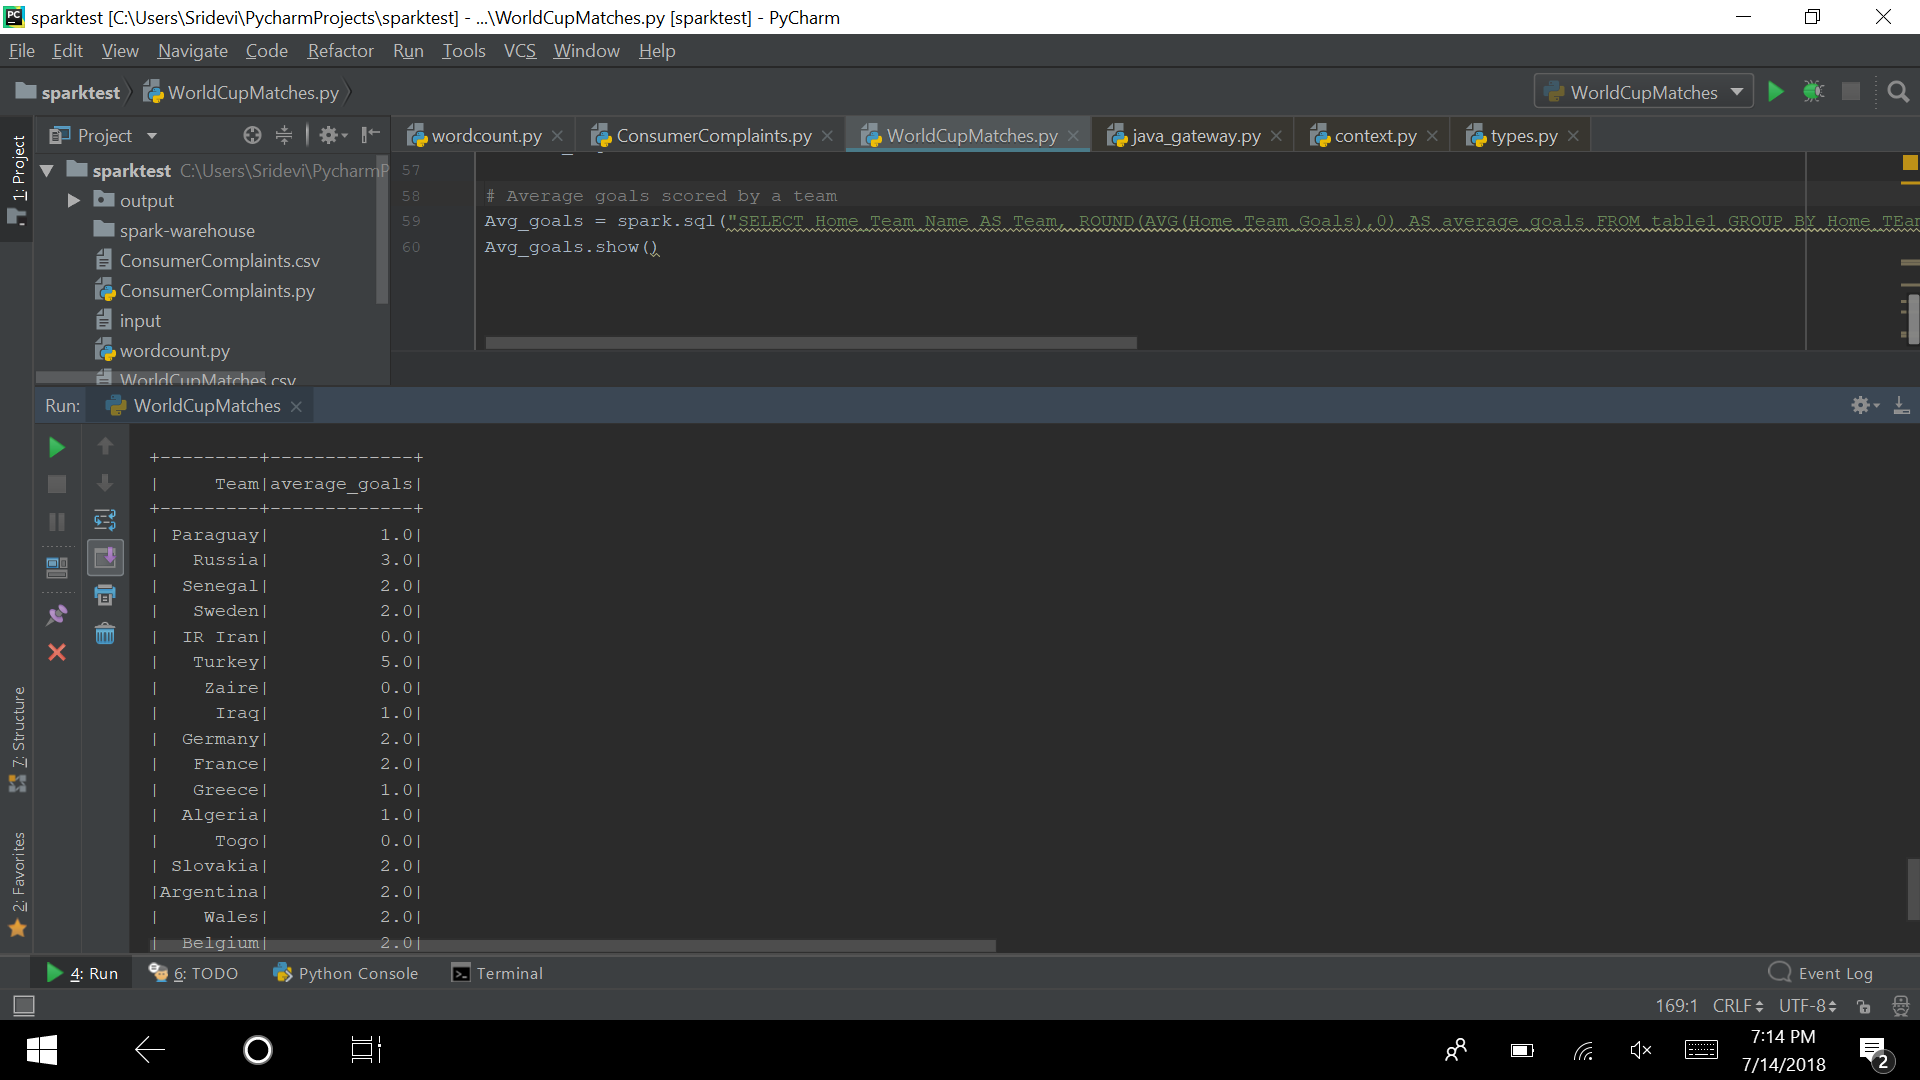 sparktest [C:\Users\Sridevi\PycharmProjects\sparktest] - ...\WorldCupMatches.py [sparktest] - PyCharm
File Edit View Navigate Code Refactor Run Tools VCS Window Help
sparktest WorldCupMatches.py WorldCupMatches
Project wordcount.py ConsumerComplaints.py WorldCupMatches.py java_gateway.py context.py types.py
1: Project
sparktest C:\Users\Sridevi\PycharmP
output
spark-warehouse
ConsumerComplaints.csv
ConsumerComplaints.py
input
wordcount.py
WorldCupMatches.csv
57
58 # Average goals scored by a team
59 Avg_goals = spark.sql("SELECT Home_Team_Name AS Team, ROUND(AVG(Home_Team_Goals),0) AS average_goals FROM table1 GROUP BY Home_TEam
60 Avg_goals.show()
Run: WorldCupMatches
+---------+-------------+
|     Team|average_goals|
+---------+-------------+
| Paraguay|          1.0|
|   Russia|          3.0|
|  Senegal|          2.0|
|   Sweden|          2.0|
|  IR Iran|          0.0|
|   Turkey|          5.0|
|    Zaire|          0.0|
|     Iraq|          1.0|
|  Germany|          2.0|
|   France|          2.0|
|   Greece|          1.0|
|  Algeria|          1.0|
|     Togo|          0.0|
| Slovakia|          2.0|
|Argentina|          2.0|
|    Wales|          2.0|
|  Belgium|          2.0|
7: Structure
2: Favorites
4: Run 6: TODO Python Console Terminal Event Log
169:1 CRLF UTF-8
7:14 PM
7/14/2018
2